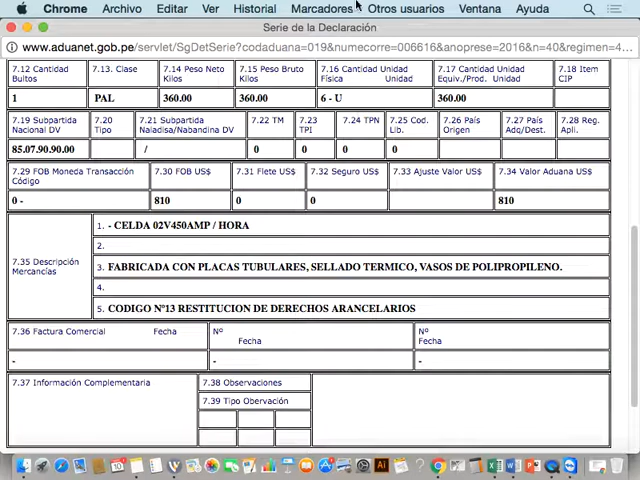 Chrome Archivo Editar Ver Historial Marcadores Otros usuarios Ventana Ayuda
Serie de la Declaración
www.aduanet.gob.pe/servlet/SgDetSerie?codaduana=019&numecorre=006616&anoprese=2016&n=40&regimen=4...
7.12 Cantidad Bultos
7.13. Clase
7.14 Peso Neto Kilos
7.15 Peso Bruto Kilos
7.16 Cantidad Unidad Física Unidad
7.17 Cantidad Unidad Equiv./Prod. Unidad
7.18 Item CIP
1 PAL 360.00 360.00 6 - U 360.00
7.19 Subpartida Nacional DV
7.20 Tipo
7.21 Subpartida Naladisa/Nabandina DV
7.22 TM
7.23 TPI
7.24 TPN
7.25 Cod. Lib.
7.26 País Origen
7.27 País Adq/Dest.
7.28 Reg. Apli.
85.07.90.90.00 / 0 0 0 0
7.29 FOB Moneda Transacción Código
7.30 FOB US$
7.31 Flete US$
7.32 Seguro US$
7.33 Ajuste Valor US$
7.34 Valor Aduana US$
0 - 810 0 0 810
7.35 Descripción Mercancías
1. - CELDA 02V450AMP / HORA
2.
3. FABRICADA CON PLACAS TUBULARES, SELLADO TERMICO, VASOS DE POLIPROPILENO.
4.
5. CODIGO Nº13 RESTITUCION DE DERECHOS ARANCELARIOS
7.36 Factura Comercial Fecha
Nº Fecha
Nº Fecha
- - -
7.37 Información Complementaria
7.38 Observaciones
7.39 Tipo Obervación